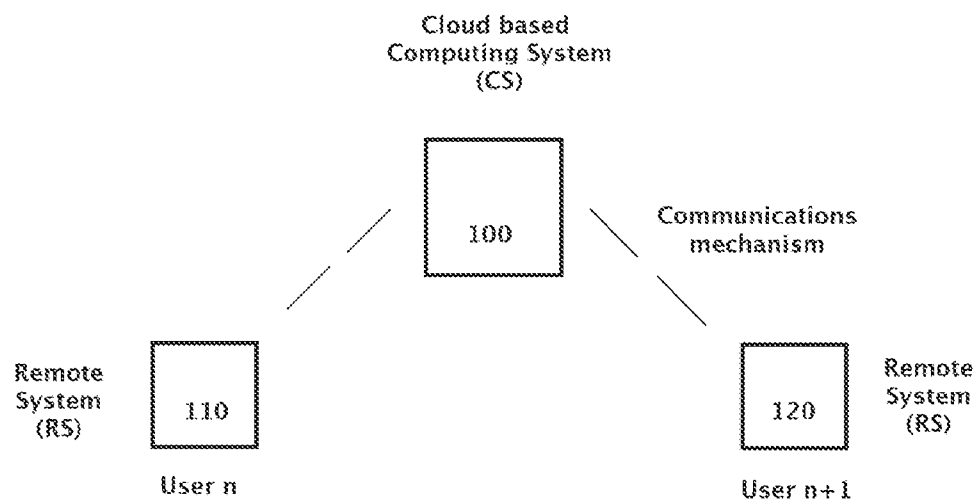 Cloud based
Computing System
(CS)
100
Communications
mechanism
Remote
System
(RS)
110
User n
120
Remote
System
(RS)
User n+1